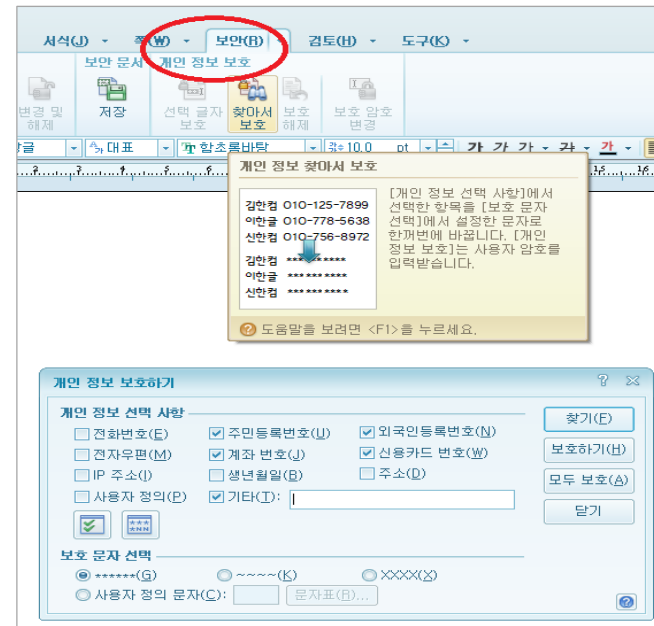 서식(J) 쪽(W) 보안(R) 검토(H) 도구(K)
보안 문서 개인 정보 보호
변경 및 해제 저장 선택 글자 보호 찾아서 보호 보호 해제 보호 암호 변경
대표 함초롬바탕 10.0 pt 가 가 가 가 가
개인 정보 찾아서 보호
김한컴 010-125-7899
이한글 010-778-5638
신한컴 010-756-8972
김한컴 **********
이한글 **********
신한컴 **********
[개인 정보 선택 사항]에서
선택한 항목을 [보호 문자
선택]에서 설정한 문자로
한꺼번에 바꿉니다. [개인
정보 보호]는 사용자 암호를
입력받습니다.
도움말을 보려면 <F1>을 누르세요.
개인 정보 보호하기
개인 정보 선택 사항
전화번호(E) 주민등록번호(U) 외국인등록번호(N) 찾기(F)
전자우편(M) 계좌 번호(J) 신용카드 번호(W) 보호하기(H)
IP 주소(I) 생년월일(B) 주소(D) 모두 보호(A)
사용자 정의(P) 기타(T): 닫기
보호 문자 선택
******(G) ~~~~(K) XXXX(X)
사용자 정의 문자(C): 문자표(R)...